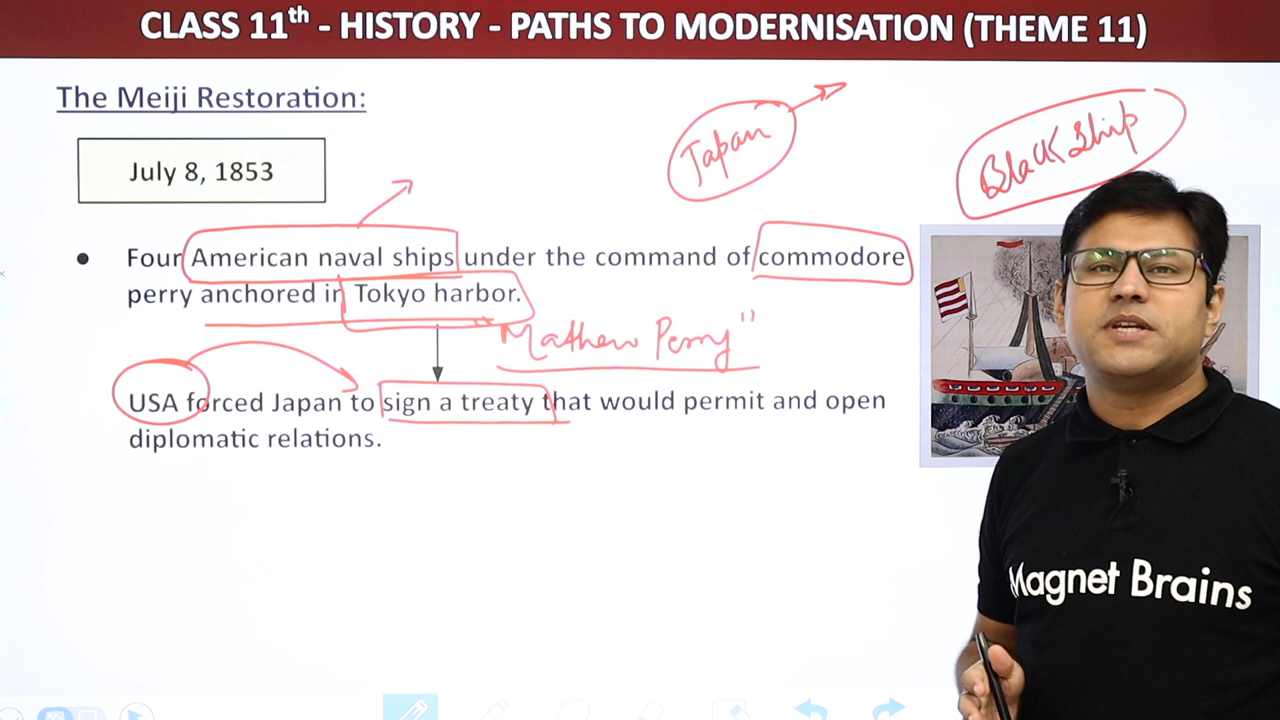 CLASS 11th - HISTORY - PATHS TO MODERNISATION (THEME 11)
The Meiji Restoration:
Japan
Black Ship
July 8, 1853
Four American naval ships under the command of commodore
perry anchored in Tokyo harbor.
"Mathew Perry"
USA forced Japan to sign a treaty that would permit and open
diplomatic relations.
Magnet Brains